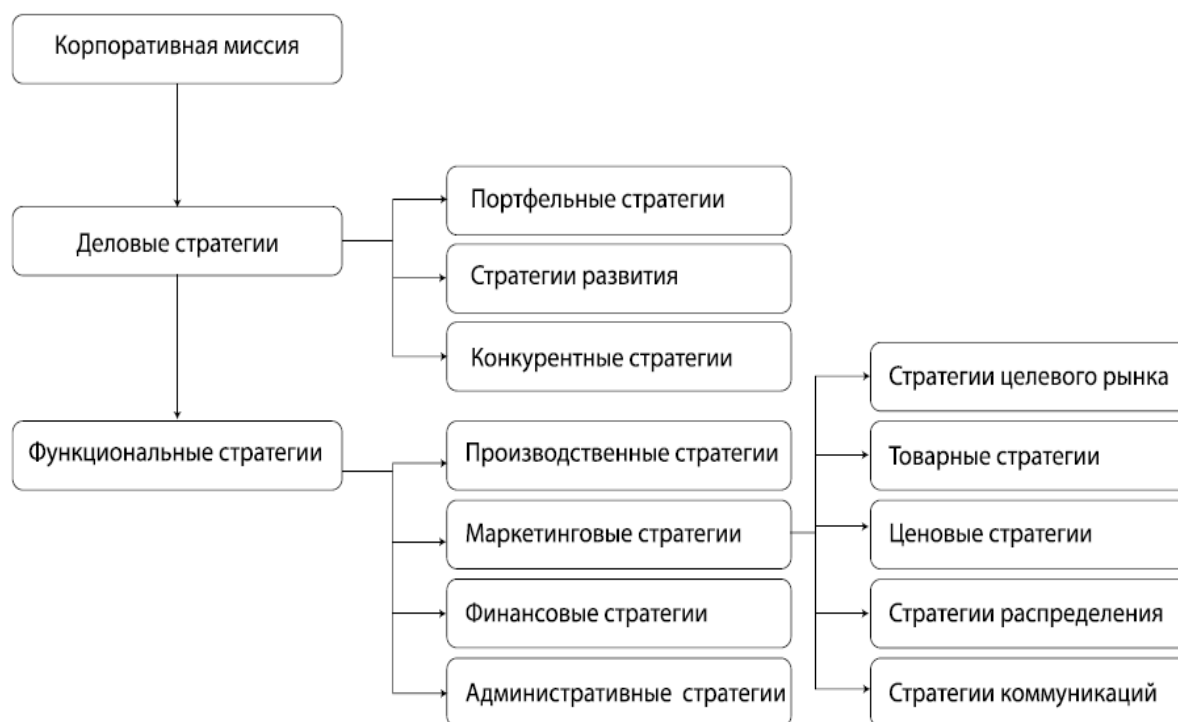 Корпоративная миссия
Деловые стратегии
Портфельные стратегии
Стратегии развития
Конкурентные стратегии
Функциональные стратегии
Производственные стратегии
Маркетинговые стратегии
Финансовые стратегии
Административные стратегии
Стратегии целевого рынка
Товарные стратегии
Ценовые стратегии
Стратегии распределения
Стратегии коммуникаций